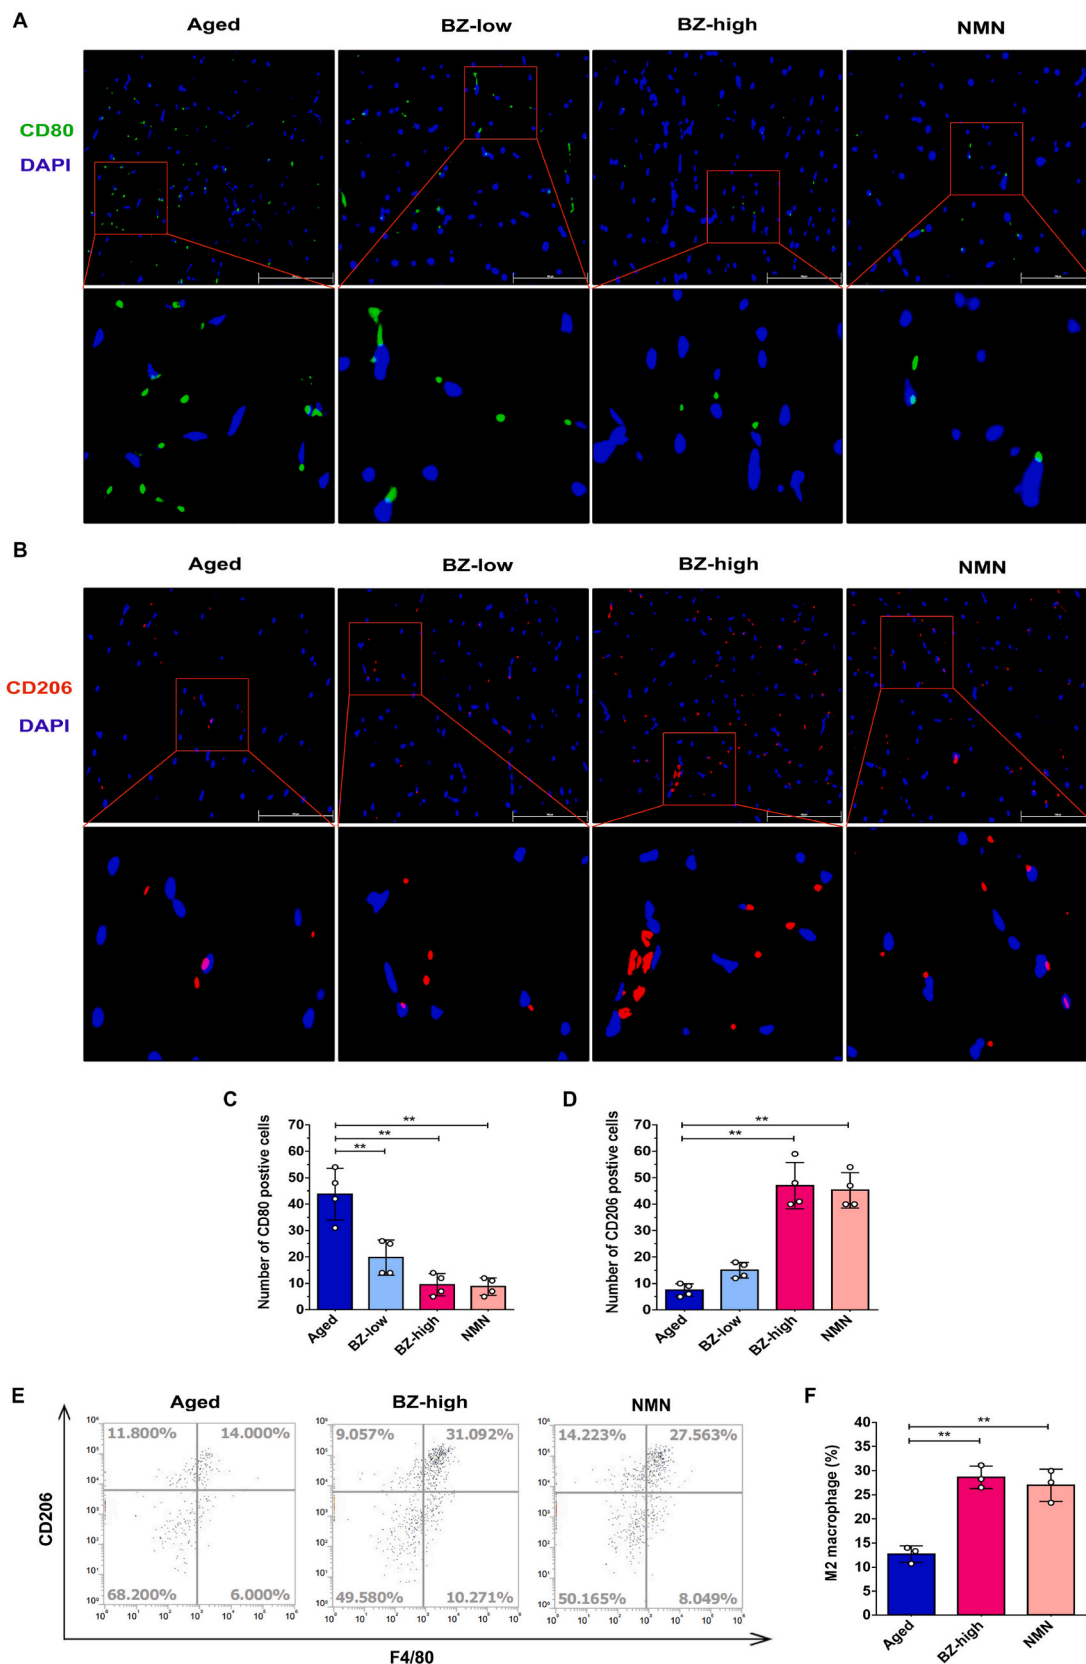 A
Aged BZ-low BZ-high NMN
CD80
DAPI
B
Aged BZ-low BZ-high NMN
CD206
DAPI
C
Number of CD80 postive cells
70
60
50
40
30
20
10
0
** 
**
**
Aged BZ-low BZ-high NMN
D
Number of CD206 postive cells
70
60
50
40
30
20
10
0
**
**
Aged BZ-low BZ-high NMN
E
Aged BZ-high NMN
CD206
11.800% 14.000%
68.200% 6.000%
9.057% 31.092%
49.580% 10.271%
14.223% 27.563%
50.165% 8.049%
F4/80
F
M2 macrophage (%)
40
35
30
25
20
15
10
5
0
**
**
Aged BZ-high NMN